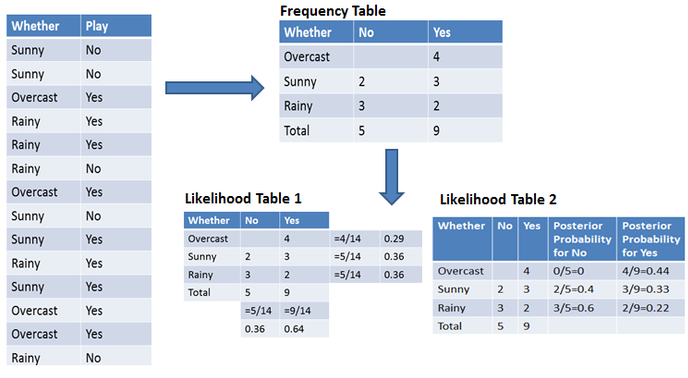 Whether Play
Sunny No
Sunny No
Overcast Yes
Rainy Yes
Rainy Yes
Rainy No
Overcast Yes
Sunny No
Sunny Yes
Rainy Yes
Sunny Yes
Overcast Yes
Overcast Yes
Rainy No
Frequency Table
Whether No Yes
Overcast 4
Sunny 2 3
Rainy 3 2
Total 5 9
Likelihood Table 1
Whether No Yes
Overcast 4 =4/14 0.29
Sunny 2 3 =5/14 0.36
Rainy 3 2 =5/14 0.36
Total 5 9
=5/14 =9/14
0.36 0.64
Likelihood Table 2
Whether No Yes Posterior Posterior
Probability Probability
for No for Yes
Overcast 4 0/5=0 4/9=0.44
Sunny 2 3 2/5=0.4 3/9=0.33
Rainy 3 2 3/5=0.6 2/9=0.22
Total 5 9